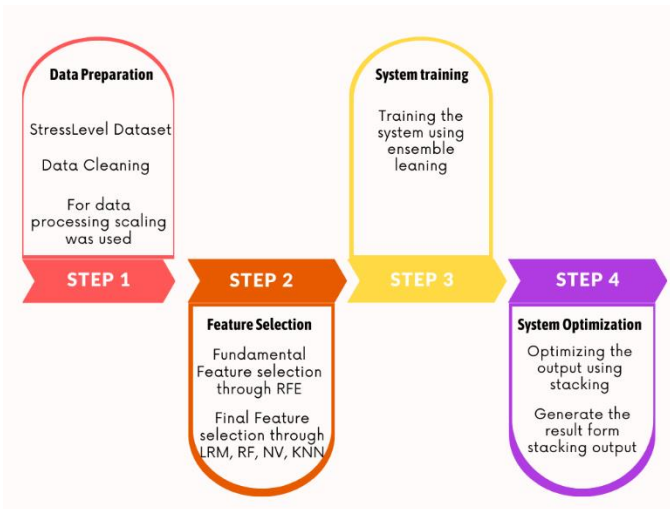 Data Preparation
StressLevel Dataset
Data Cleaning
For data
processing scaling
was used
STEP 1
STEP 2
Feature Selection
Fundamental
Feature selection
through RFE
Final Feature
selection through
LRM, RF, NV, KNN
System training
Training the
system using
ensemble
leaning
STEP 3
STEP 4
System Optimization
Optimizing the
output using
stacking
Generate the
result form
stacking output